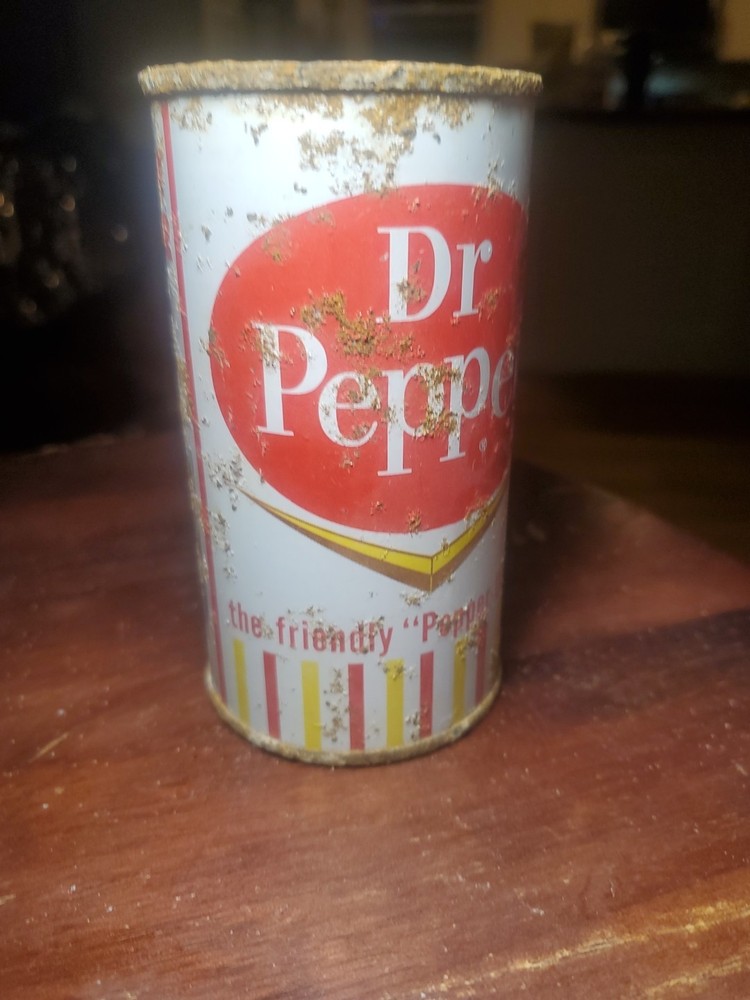 Dr
Pepper
the friendly "Pepper